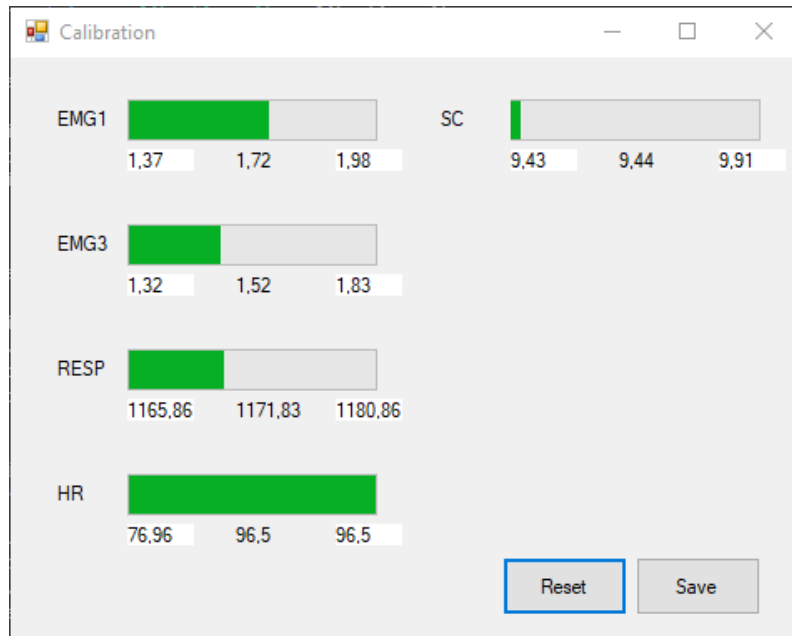 Calibration
EMG1
1,37 1,72 1,98
SC
9,43 9,44 9,91
EMG3
1,32 1,52 1,83
RESP
1165,86 1171,83 1180,86
HR
76,96 96,5 96,5
Reset Save